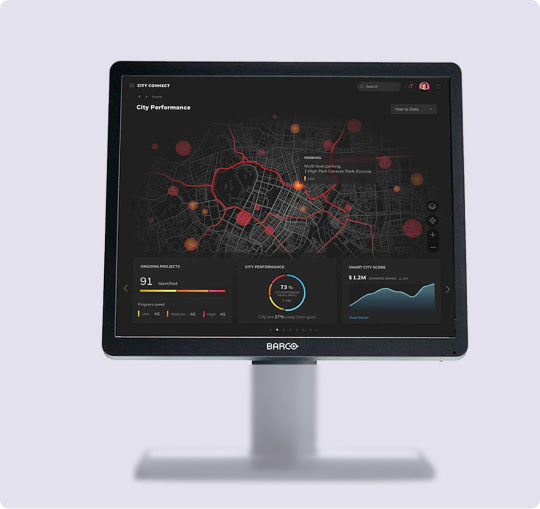 CITY CONNECT
Search
City Performance
Year to Date
PARKING
Multi level parking,
1 High Park Caravan Park, Encona
ONGOING PROJECTS
91 Identified
Progress speed
Low 45 Medium 45 High 45
CITY PERFORMANCE
73 %
City are 27% away from goal
SMART CITY SCORE
$ 1.2M
View Detail
BARCO